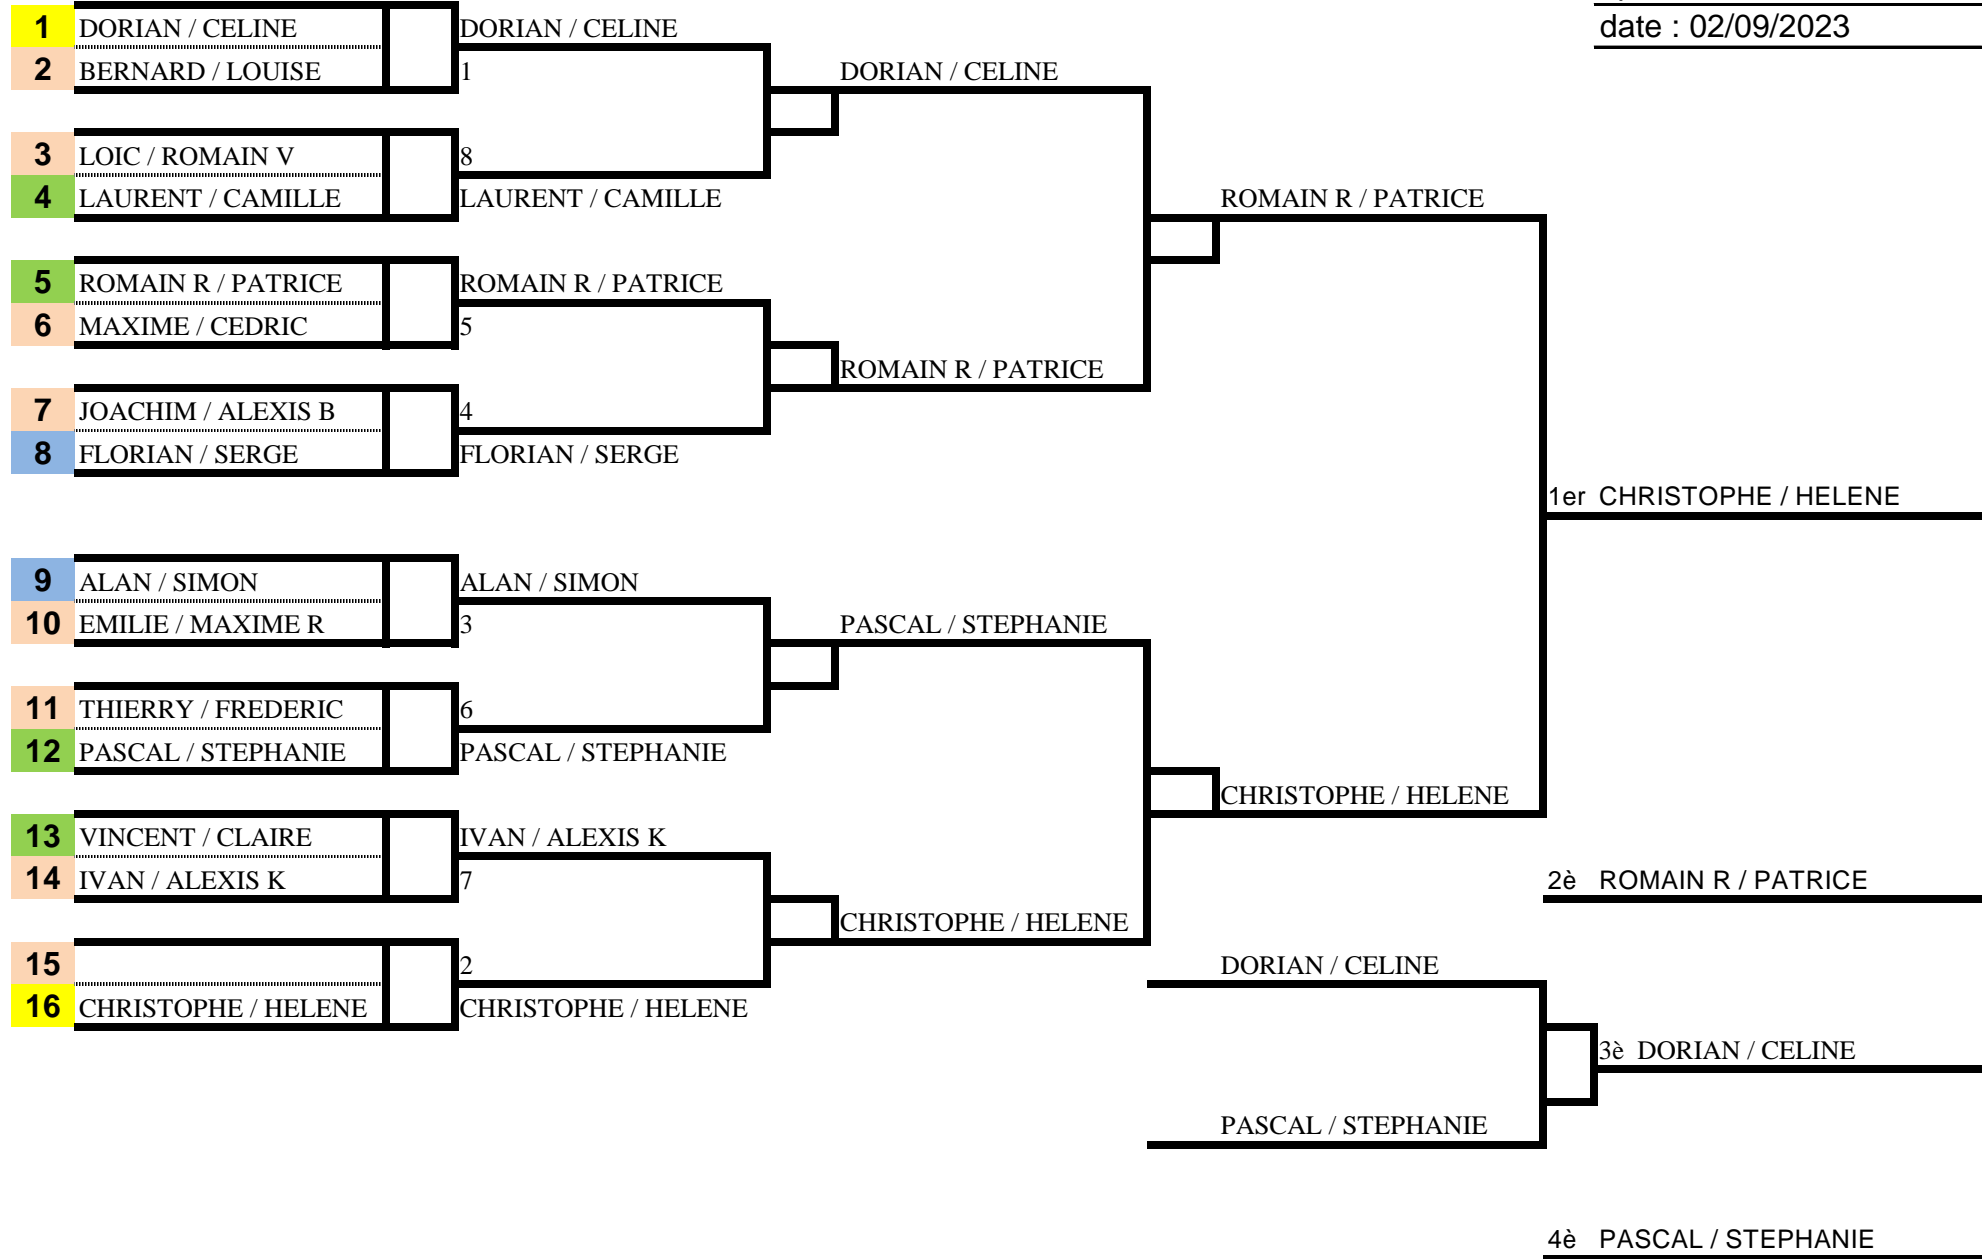 date : 02/09/2023
1 DORIAN / CELINE
2 BERNARD / LOUISE
3 LOIC / ROMAIN V
4 LAURENT / CAMILLE
5 ROMAIN R / PATRICE
6 MAXIME / CEDRIC
7 JOACHIM / ALEXIS B
8 FLORIAN / SERGE
9 ALAN / SIMON
10 EMILIE / MAXIME R
11 THIERRY / FREDERIC
12 PASCAL / STEPHANIE
13 VINCENT / CLAIRE
14 IVAN / ALEXIS K
15
16 CHRISTOPHE / HELENE
DORIAN / CELINE
1
8
LAURENT / CAMILLE
ROMAIN R / PATRICE
5
4
FLORIAN / SERGE
ALAN / SIMON
3
6
PASCAL / STEPHANIE
IVAN / ALEXIS K
7
2
CHRISTOPHE / HELENE
DORIAN / CELINE
ROMAIN R / PATRICE
PASCAL / STEPHANIE
CHRISTOPHE / HELENE
ROMAIN R / PATRICE
CHRISTOPHE / HELENE
DORIAN / CELINE
PASCAL / STEPHANIE
1er CHRISTOPHE / HELENE
2è ROMAIN R / PATRICE
3è DORIAN / CELINE
4è PASCAL / STEPHANIE